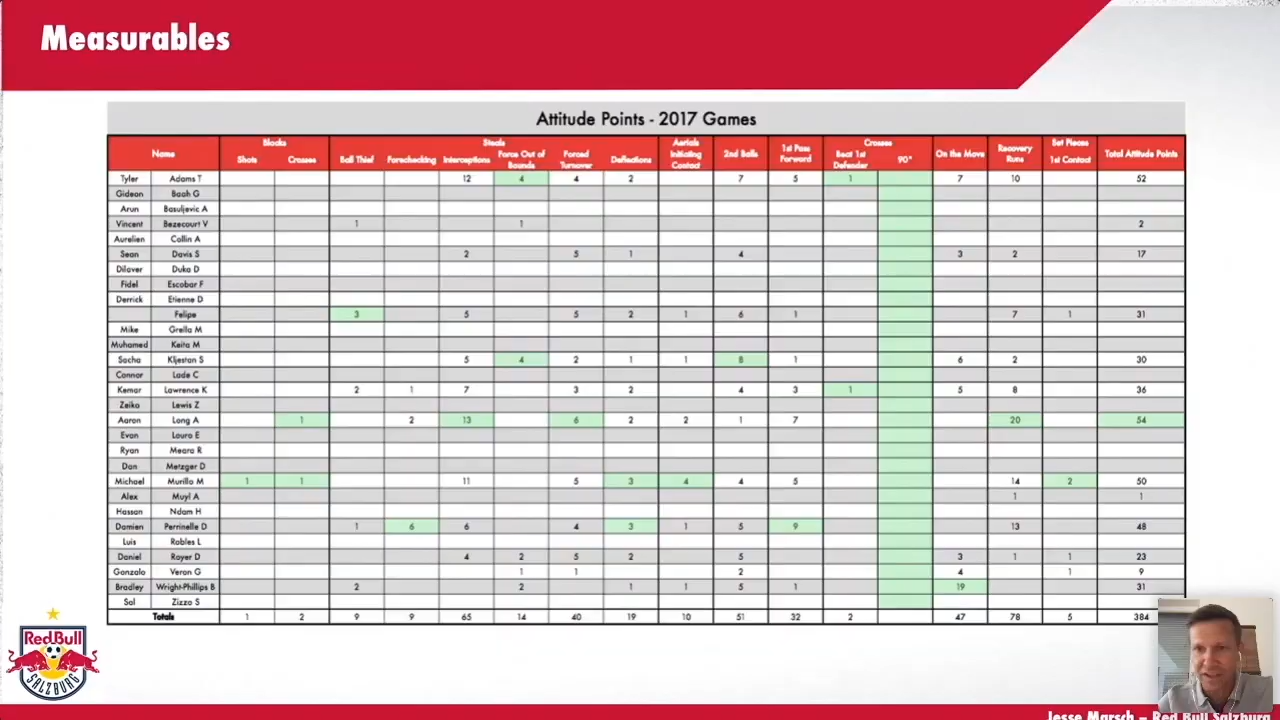 Measurables
Attitude Points - 2017 Games
Name Blocks Steals Aerials Initiating Contact 2nd Balls 1st Pass Forward Crosses On the Move Recovery Runs Set Pieces 1st Contact Total Attitude Points
Shots Crosses Ball Thief Forechecking Interceptions Force Out of Bounds Forced Turnover Deflections Beat 1st Defender 90°
Tyler Adams T 12 4 4 2 7 5 1 7 10 52
Gideon Baah G
Arun Basuljevic A
Vincent Bezecourt V 1 1 2
Aurelien Collin A
Sean Davis S 2 5 1 4 3 2 17
Dilaver Duka D
Fidel Escobar F
Derrick Etienne D
Felipe 3 5 5 2 1 6 1 7 1 31
Mike Grella M
Muhamed Keita M
Sacha Kljestan S 5 4 2 1 1 8 1 6 2 30
Connor Lade C
Kemar Lawrence K 2 1 7 3 2 4 3 1 5 8 36
Zeiko Lewis Z
Aaron Long A 1 2 13 6 2 2 1 7 20 54
Evan Louro E
Ryan Meara R
Dan Metzger D
Michael Murillo M 1 1 11 5 3 4 4 5 14 2 50
Alex Muyl A 1 1
Hassan Ndam H
Damien Perrinelle D 1 6 6 4 3 1 5 9 13 48
Luis Robles L
Daniel Royer D 4 2 5 2 5 3 1 1 23
Gonzalo Veron G 1 1 2 4 1 9
Bradley Wright-Phillips B 2 2 1 1 5 1 19 31
Sal Zizzo S
Totals 1 2 9 9 65 14 40 19 10 51 32 2 47 78 5 384
Red Bull
SALZBURG
Jesse Marsch – Red Bull Salzburg